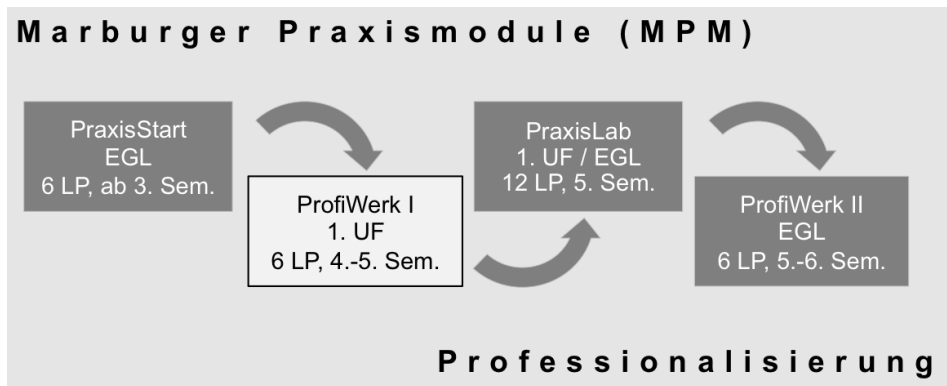 Marburger Praxismodule (MPM)
PraxisStart
EGL
6 LP, ab 3. Sem.
ProfiWerk I
1. UF
6 LP, 4.-5. Sem.
PraxisLab
1. UF / EGL
12 LP, 5. Sem.
ProfiWerk II
EGL
6 LP, 5.-6. Sem.
Professionalisierung